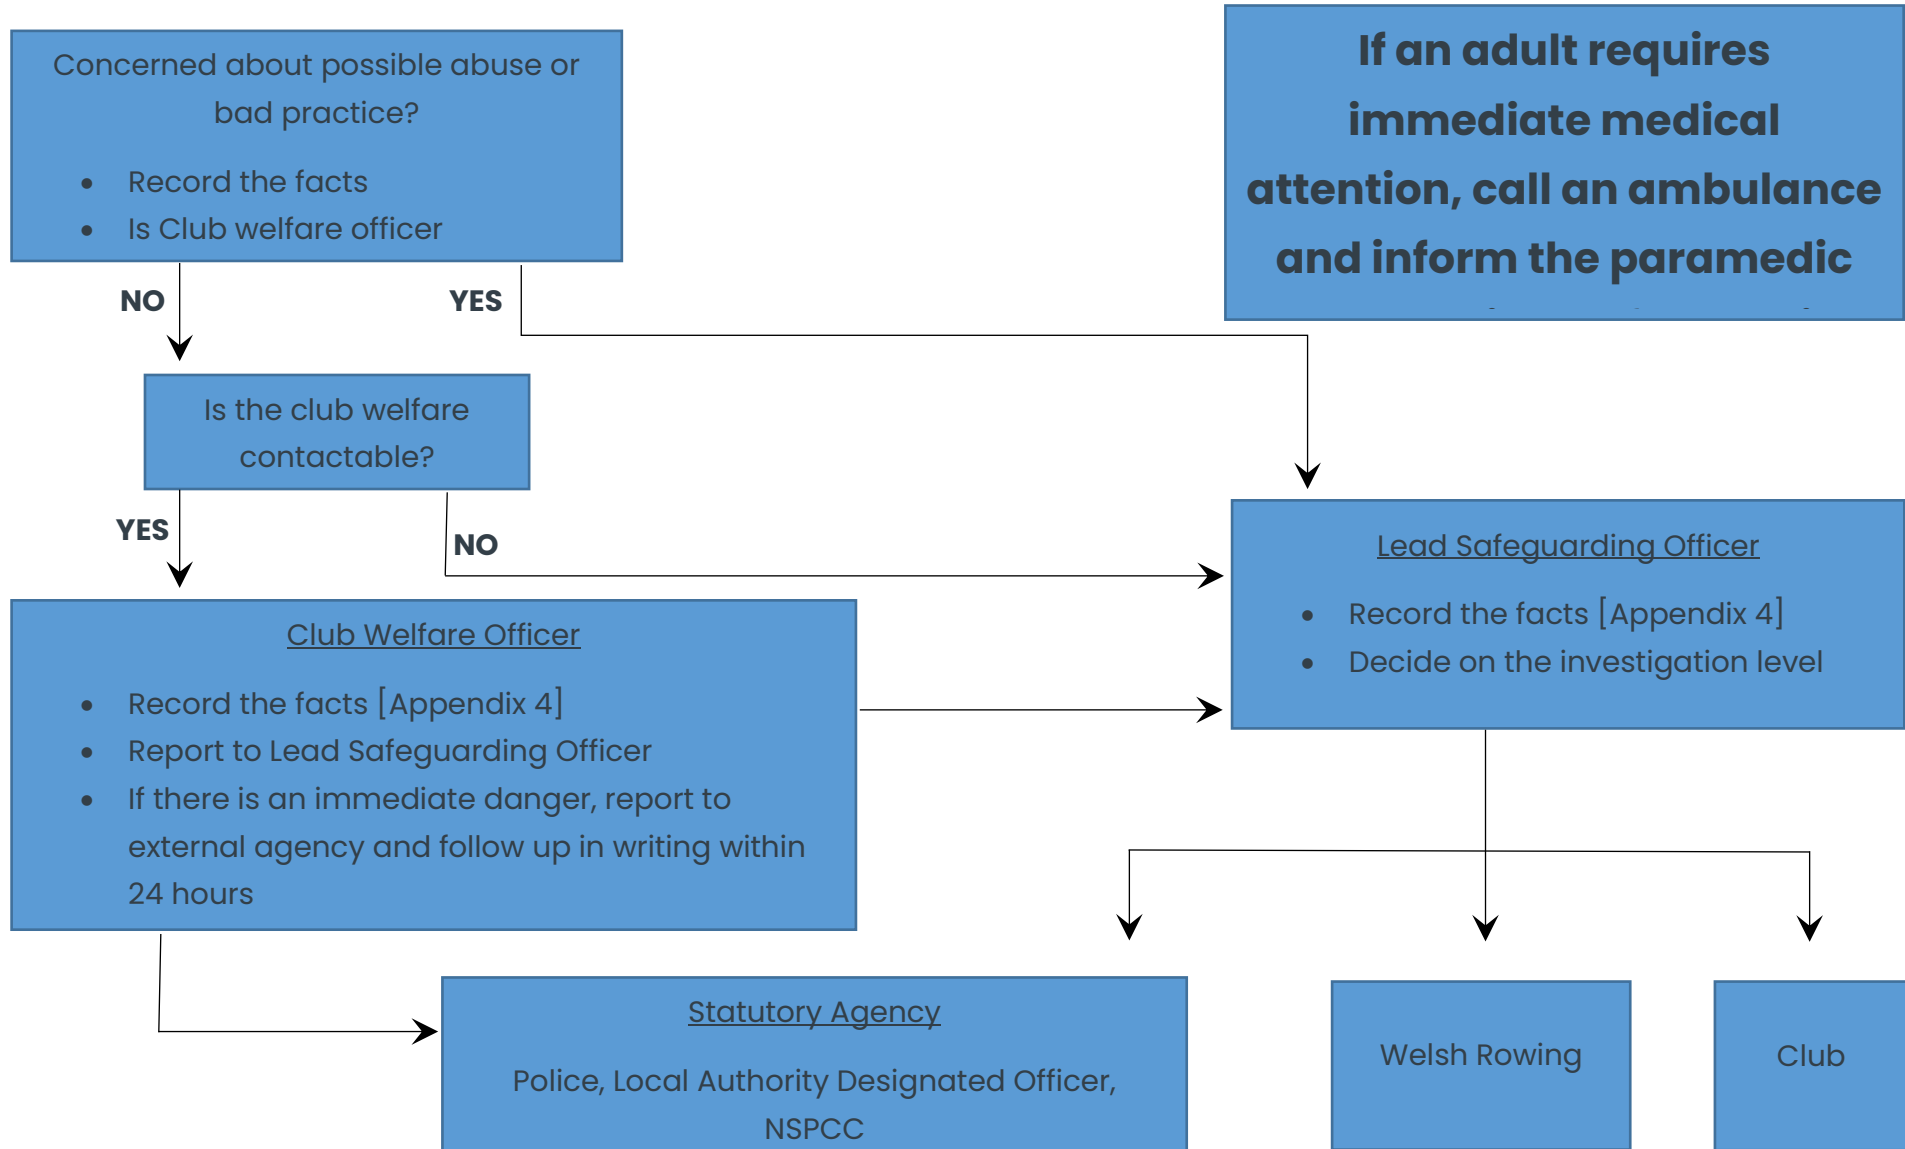 Concerned about possible abuse or
bad practice?
• Record the facts
• Is Club welfare officer
If an adult requires
immediate medical
attention, call an ambulance
and inform the paramedic
NO
YES
Is the club welfare
contactable?
YES
NO
Lead Safeguarding Officer
• Record the facts [Appendix 4]
• Decide on the investigation level
Club Welfare Officer
• Record the facts [Appendix 4]
• Report to Lead Safeguarding Officer
• If there is an immediate danger, report to
external agency and follow up in writing within
24 hours
Statutory Agency
Police, Local Authority Designated Officer,
NSPCC
Welsh Rowing
Club